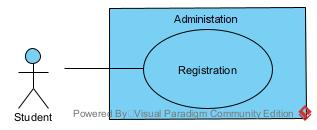 Administation
Registration
Student
Powered By Visual Paradigm Community Edition